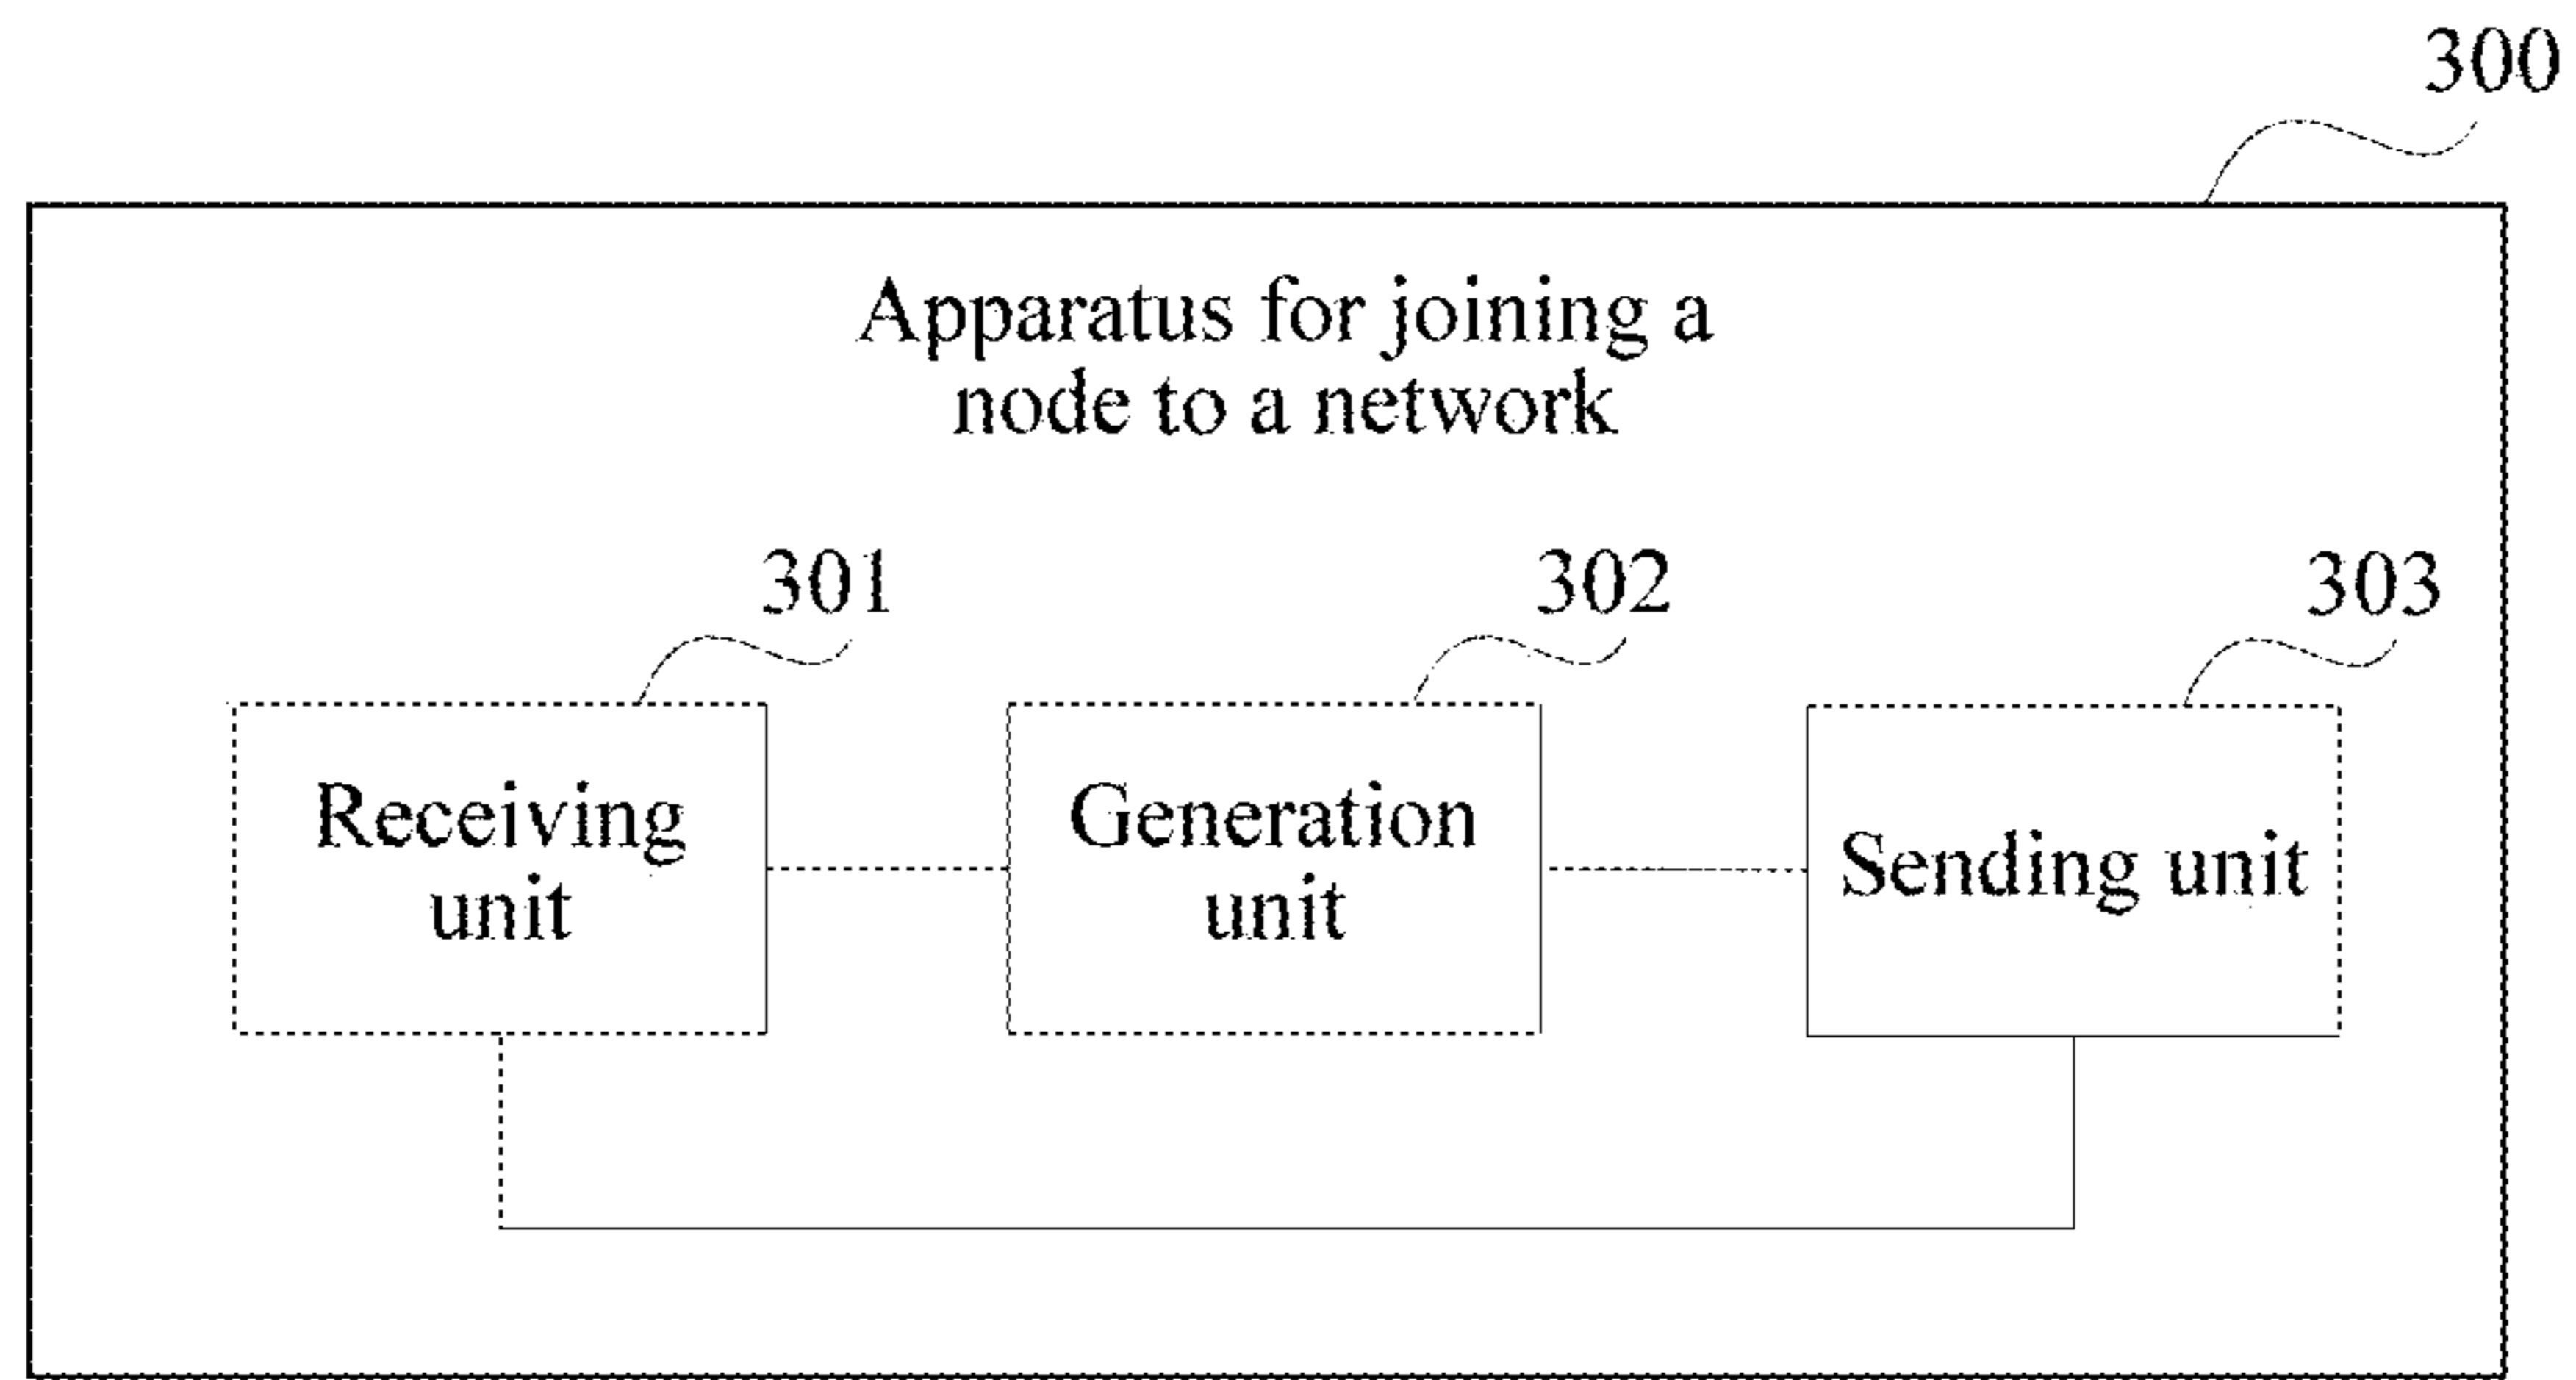 300
Apparatus for joining a
node to a network
301
302
303
Receiving
unit
Generation
unit
Sending unit